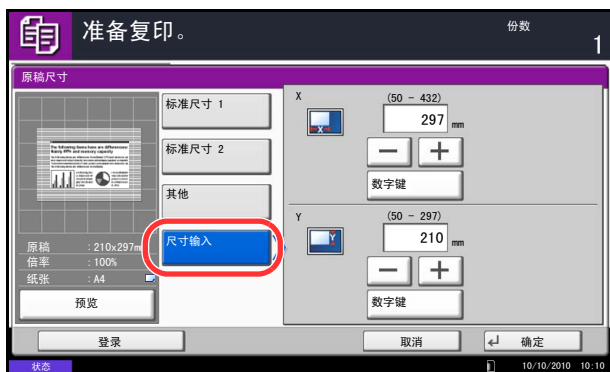 准备复印。
份数
1
原稿尺寸
标准尺寸 1
标准尺寸 2
其他
尺寸输入
原稿 : 210x297m
倍率 : 100%
纸张 : A4
预览
X
(50 - 432)
297 mm
数字键
Y
(50 - 297)
210 mm
数字键
登录
取消
确定
状态
10/10/2010 10:10